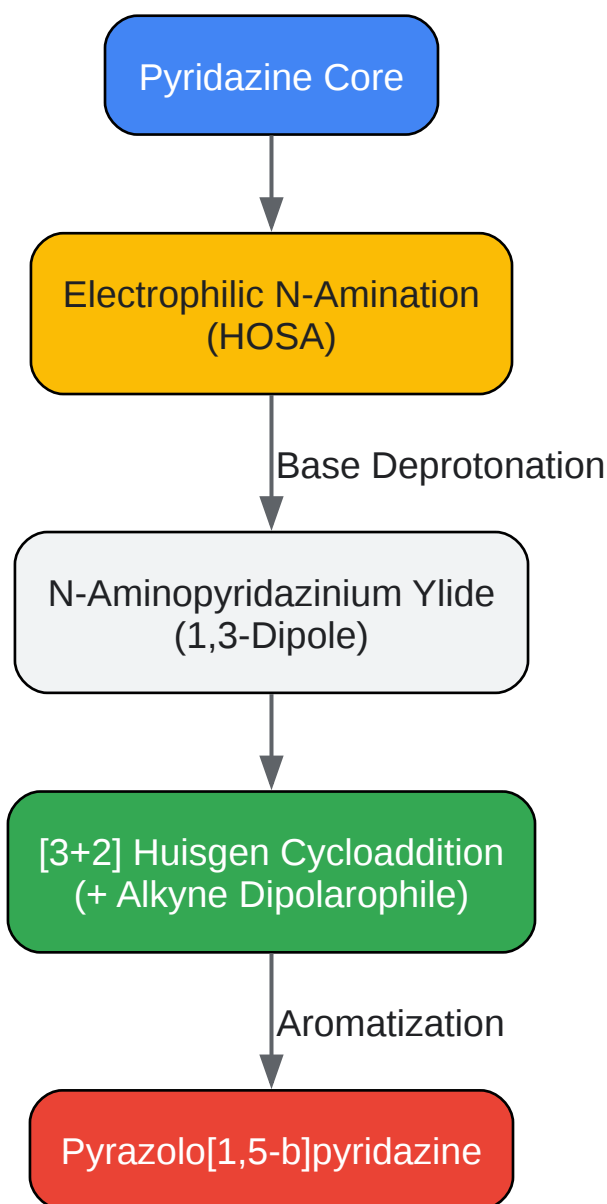 Pyridazine Core
Electrophilic N-Amination
(HOSA)
Base Deprotonation
N-Aminopyridazinium Ylide
(1,3-Dipole)
[3+2] Huisgen Cycloaddition
(+ Alkyne Dipolarophile)
Aromatization
Pyrazolo[1,5-b]pyridazine